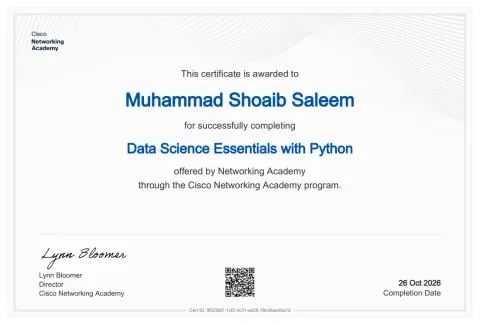 Cisco
Networking
Academy
This certificate is awarded to
Muhammad Shoaib Saleem
for successfully completing
Data Science Essentials with Python
offered by Networking Academy
through the Cisco Networking Academy program.
Lynn Bloomer
Lynn Bloomer
Director
Cisco Networking Academy
26 Oct 2026
Completion Date
Cert ID: